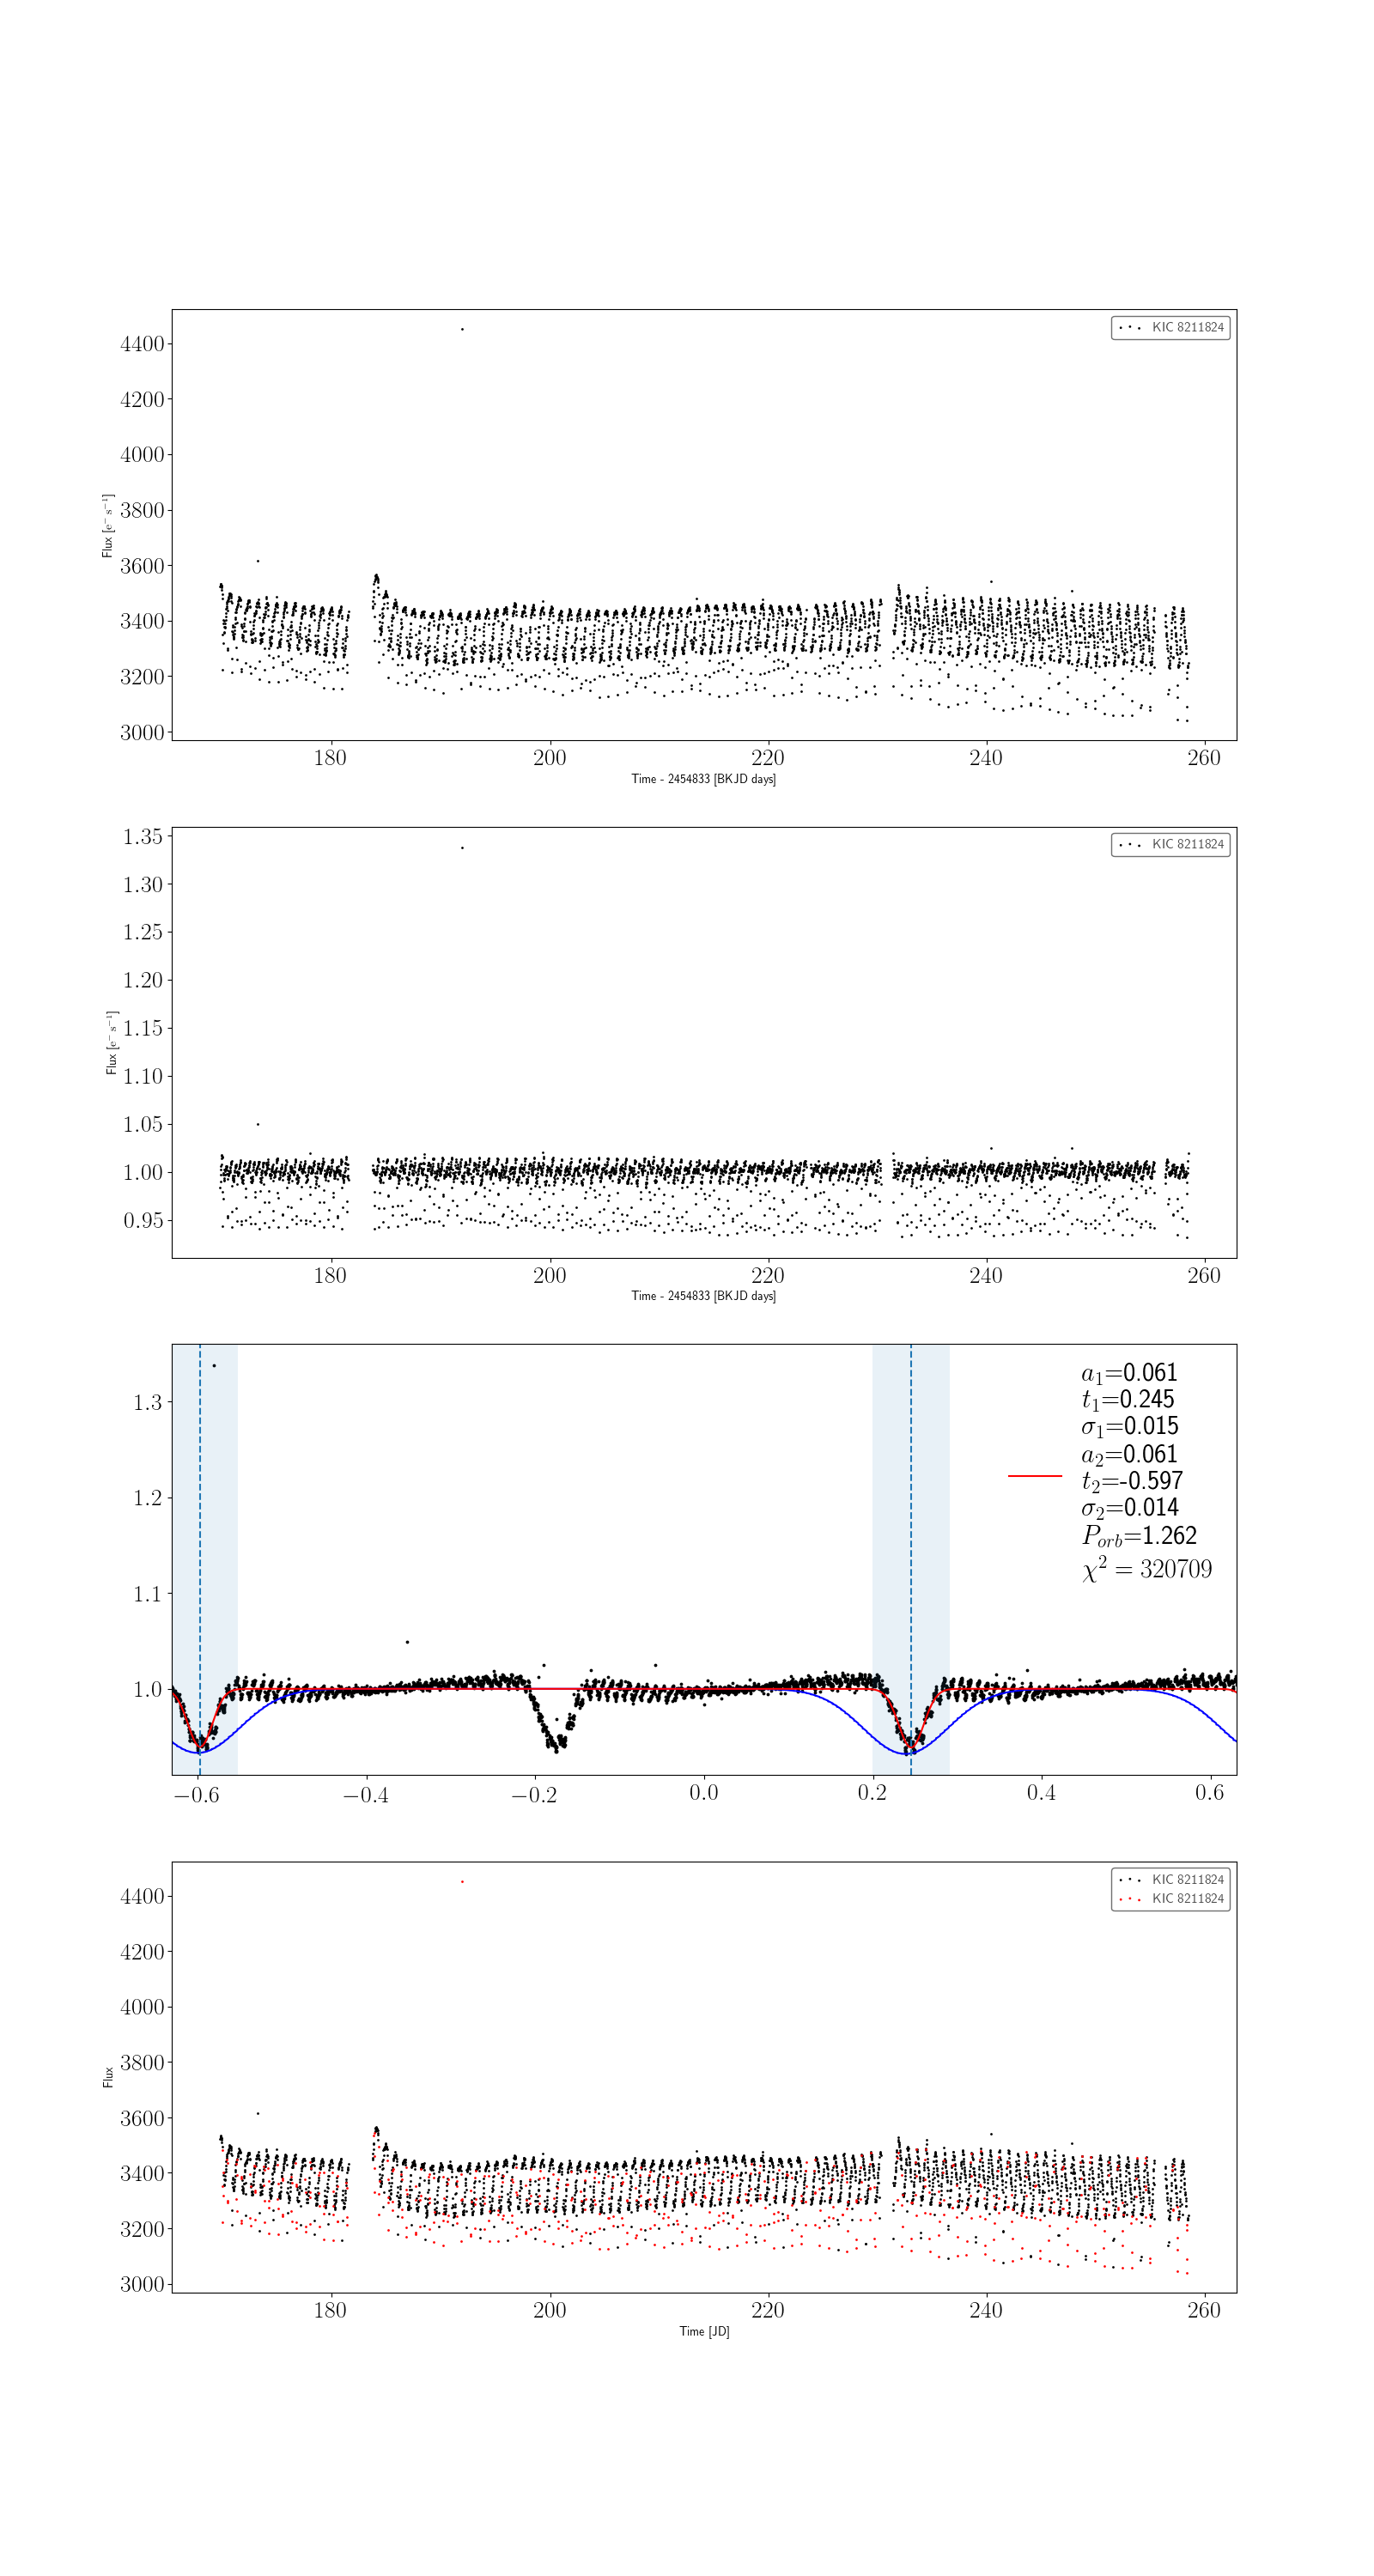 KIC 8211824
4400
4200
4000
3800
3600
3400
3200
3000
Flux [e⁻ s⁻¹]
180 200 220 240 260
Time - 2454833 [BKJD days]
KIC 8211824
1.35
1.30
1.25
1.20
1.15
1.10
1.05
1.00
0.95
Flux [e⁻ s⁻¹]
180 200 220 240 260
Time - 2454833 [BKJD days]
a₁=0.061
t₁=0.245
σ₁=0.015
a₂=0.061
t₂=-0.597
σ₂=0.014
P_orb=1.262
χ² = 320709
1.3
1.2
1.1
1.0
−0.6 −0.4 −0.2 0.0 0.2 0.4 0.6
KIC 8211824
KIC 8211824
4400
4200
4000
3800
3600
3400
3200
3000
Flux
180 200 220 240 260
Time [JD]